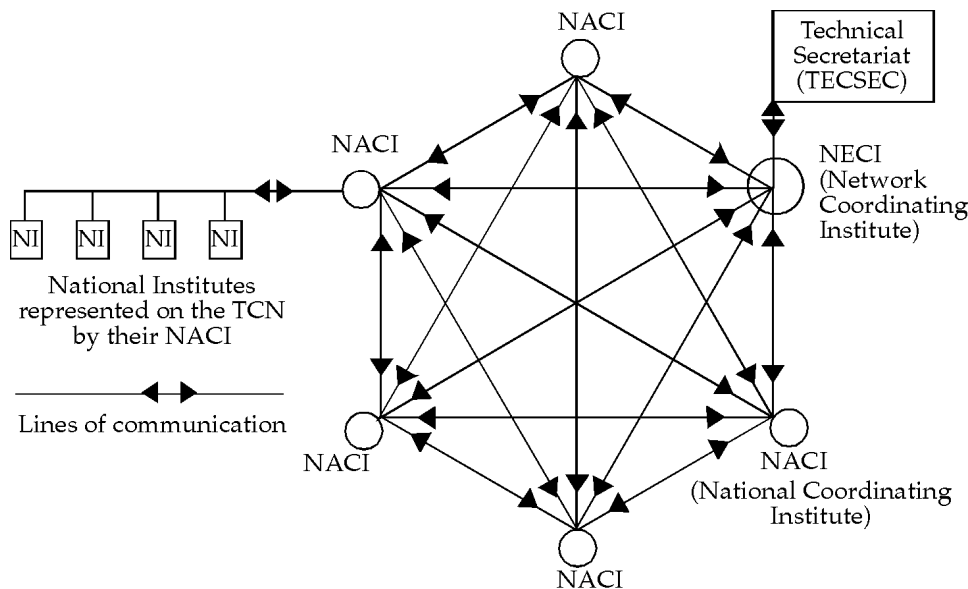 NACI
Technical
Secretariat
(TECSEC)
NACI
NECI
(Network
Coordinating
Institute)
NI NI NI NI
National Institutes
represented on the TCN
by their NACI
Lines of communication
NACI
NACI
(National Coordinating
Institute)
NACI